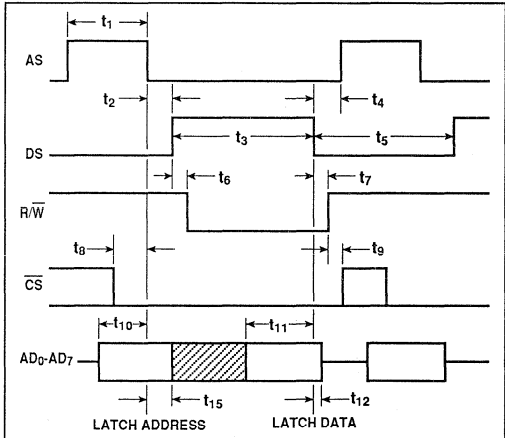 t1
AS
t2
t4
t3
t5
DS
t6
t7
R/W̅
t8
t9
C̅S̅
t10
t11
AD0-AD7
t15
t12
LATCH ADDRESS
LATCH DATA